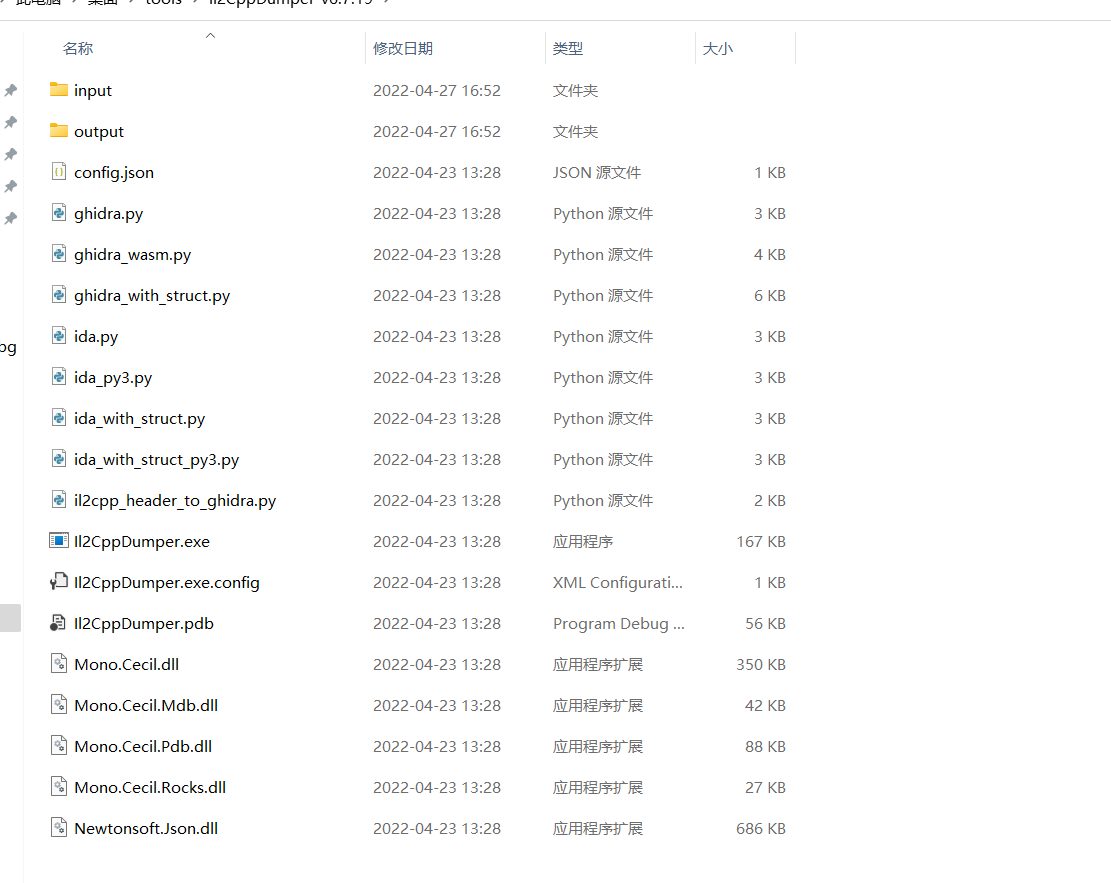 此电脑 › 桌面 › tools › Il2CppDumper-v6.7.19 ›
名称 修改日期 类型 大小
input 2022-04-27 16:52 文件夹
output 2022-04-27 16:52 文件夹
config.json 2022-04-23 13:28 JSON 源文件 1 KB
ghidra.py 2022-04-23 13:28 Python 源文件 3 KB
ghidra_wasm.py 2022-04-23 13:28 Python 源文件 4 KB
ghidra_with_struct.py 2022-04-23 13:28 Python 源文件 6 KB
ida.py 2022-04-23 13:28 Python 源文件 3 KB
bg
ida_py3.py 2022-04-23 13:28 Python 源文件 3 KB
ida_with_struct.py 2022-04-23 13:28 Python 源文件 3 KB
ida_with_struct_py3.py 2022-04-23 13:28 Python 源文件 3 KB
il2cpp_header_to_ghidra.py 2022-04-23 13:28 Python 源文件 2 KB
Il2CppDumper.exe 2022-04-23 13:28 应用程序 167 KB
Il2CppDumper.exe.config 2022-04-23 13:28 XML Configurati... 1 KB
Il2CppDumper.pdb 2022-04-23 13:28 Program Debug ... 56 KB
Mono.Cecil.dll 2022-04-23 13:28 应用程序扩展 350 KB
Mono.Cecil.Mdb.dll 2022-04-23 13:28 应用程序扩展 42 KB
Mono.Cecil.Pdb.dll 2022-04-23 13:28 应用程序扩展 88 KB
Mono.Cecil.Rocks.dll 2022-04-23 13:28 应用程序扩展 27 KB
Newtonsoft.Json.dll 2022-04-23 13:28 应用程序扩展 686 KB